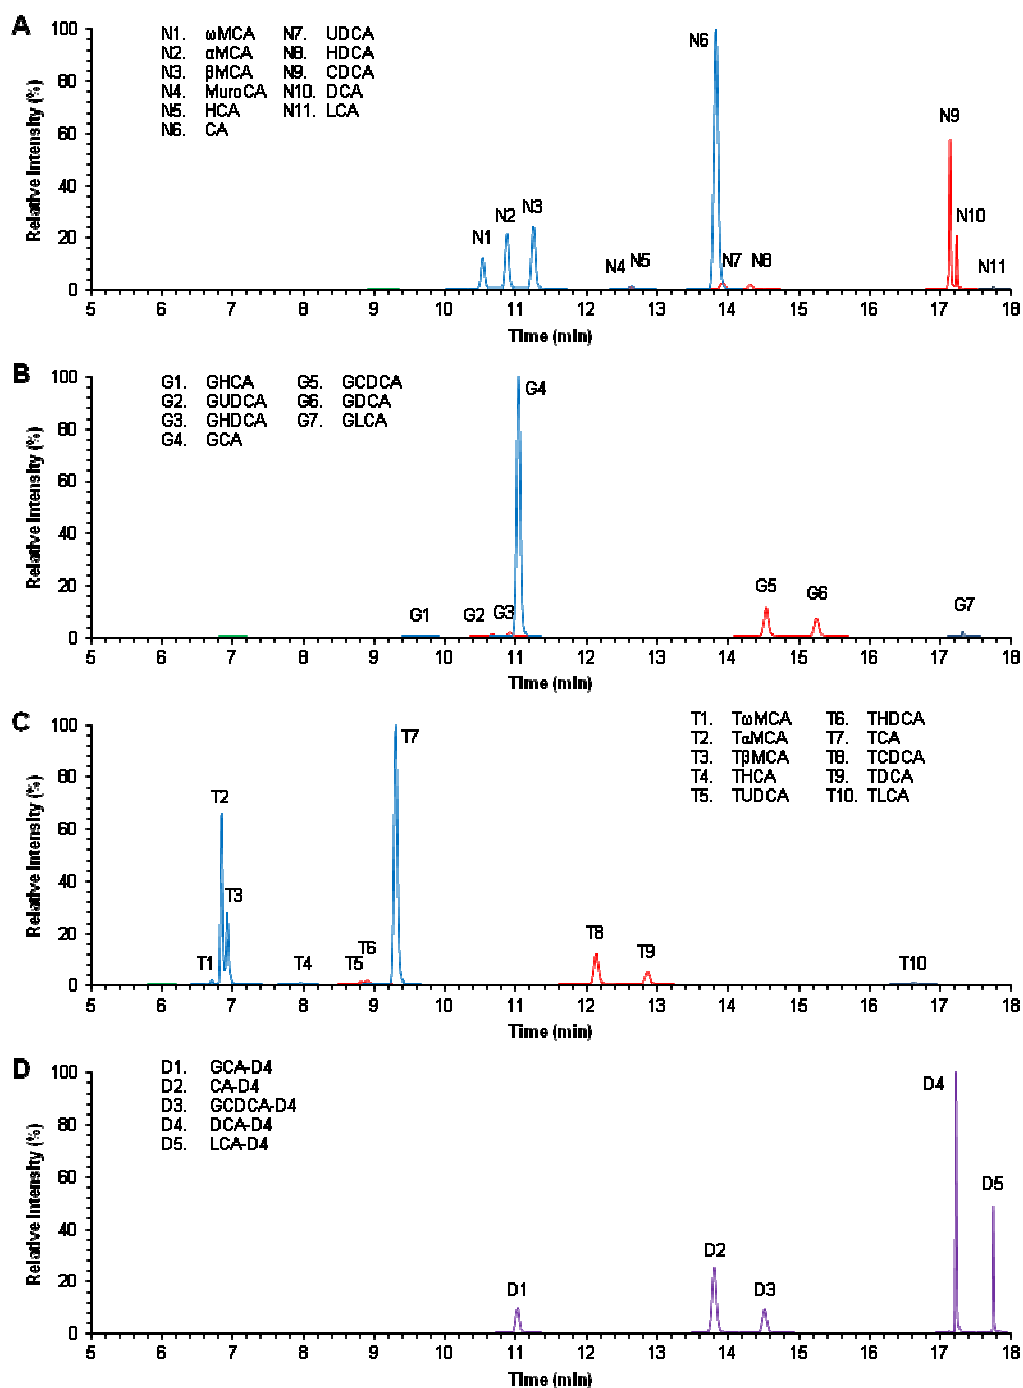 A
Relative Intensity (%)
100
80
60
40
20
0
N1. ωMCA N7. UDCA
N2. αMCA N8. HDCA
N3. βMCA N9. CDCA
N4. MuroCA N10. DCA
N5. HCA N11. LCA
N6. CA
N1 N2 N3 N4 N5 N6 N7 N8 N9 N10 N11
5 6 7 8 9 10 11 12 13 14 15 16 17 18
Time (min)
B
Relative Intensity (%)
100
80
60
40
20
0
G1. GHCA G5. GCDCA
G2. GUDCA G6. GDCA
G3. GHDCA G7. GLCA
G4. GCA
G1 G2 G3 G4 G5 G6 G7
5 6 7 8 9 10 11 12 13 14 15 16 17 18
Time (min)
C
Relative Intensity (%)
100
80
60
40
20
0
T1. TωMCA T6. THDCA
T2. TαMCA T7. TCA
T3. TβMCA T8. TCDCA
T4. THCA T9. TDCA
T5. TUDCA T10. TLCA
T1 T2 T3 T4 T5 T6 T7 T8 T9 T10
5 6 7 8 9 10 11 12 13 14 15 16 17 18
Time (min)
D
Relative Intensity (%)
100
80
60
40
20
0
D1. GCA-D4
D2. CA-D4
D3. GCDCA-D4
D4. DCA-D4
D5. LCA-D4
D1 D2 D3 D4 D5
5 6 7 8 9 10 11 12 13 14 15 16 17 18
Time (min)